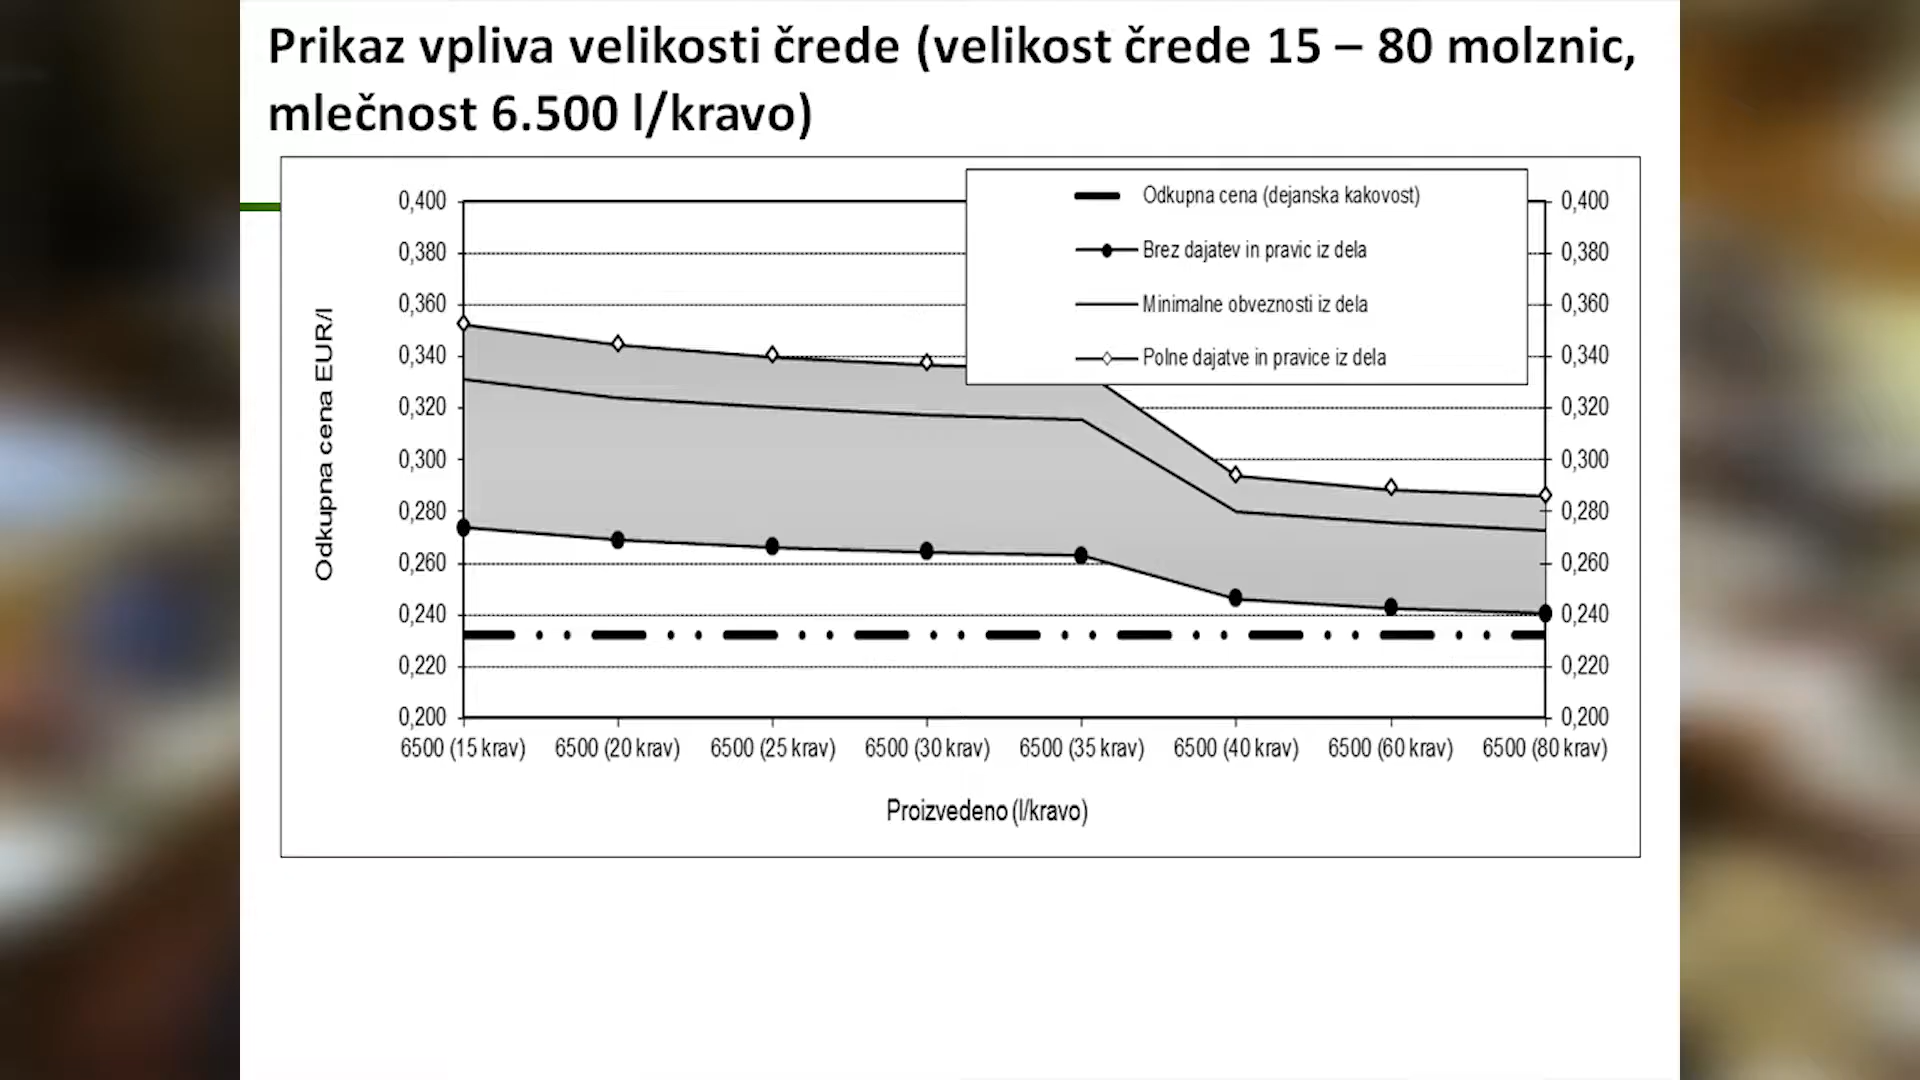 Prikaz vpliva velikosti črede (velikost črede 15 – 80 molznic,
mlečnost 6.500 l/kravo)
Odkupna cena (dejanska kakovost)
Brez dajatev in pravic iz dela
Minimalne obveznosti iz dela
Polne dajatve in pravice iz dela
Odkupna cena EUR/l
0,400 0,400
0,380 0,380
0,360 0,360
0,340 0,340
0,320 0,320
0,300 0,300
0,280 0,280
0,260 0,260
0,240 0,240
0,220 0,220
0,200 0,200
6500 (15 krav) 6500 (20 krav) 6500 (25 krav) 6500 (30 krav) 6500 (35 krav) 6500 (40 krav) 6500 (60 krav) 6500 (80 krav)
Proizvedeno (l/kravo)